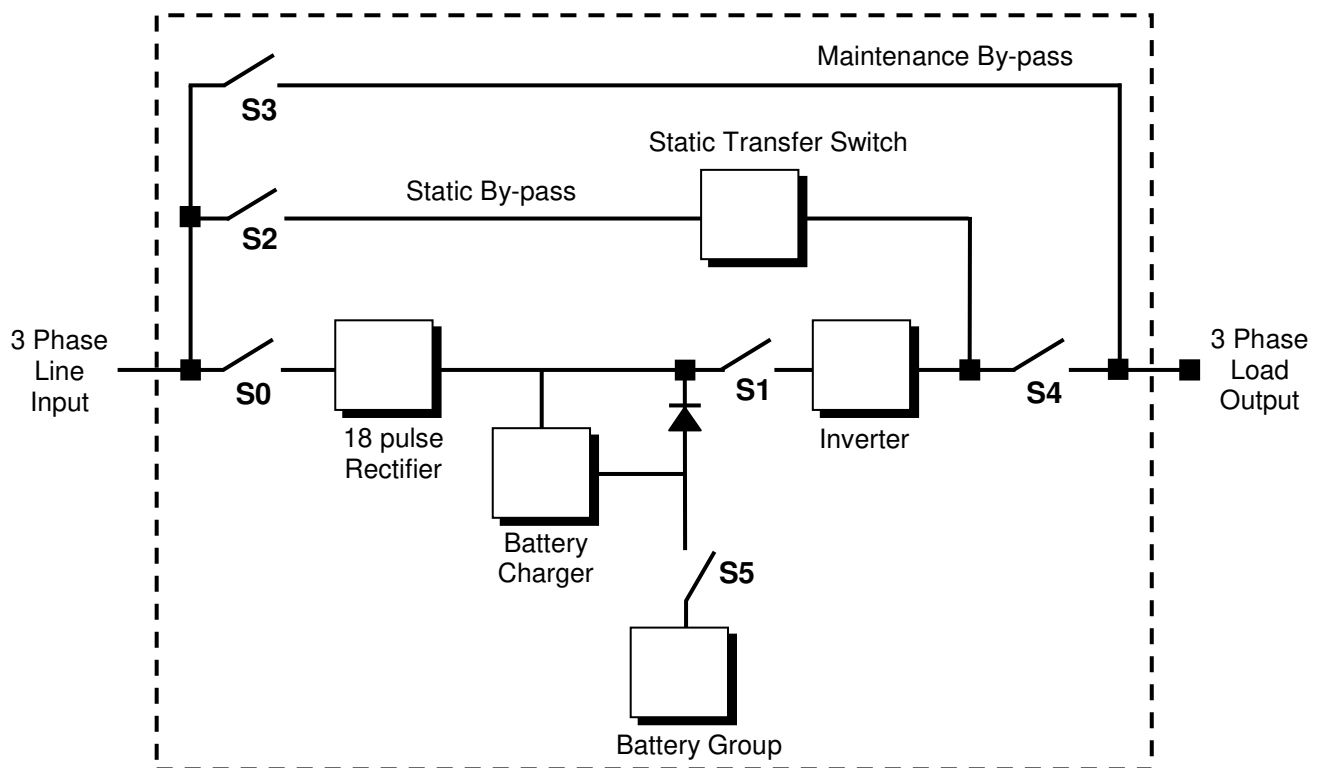 Maintenance By-pass
S3
Static Transfer Switch
Static By-pass
S2
3 Phase
Line
Input
S0
18 pulse
Rectifier
S1
Inverter
S4
3 Phase
Load
Output
Battery
Charger
S5
Battery Group